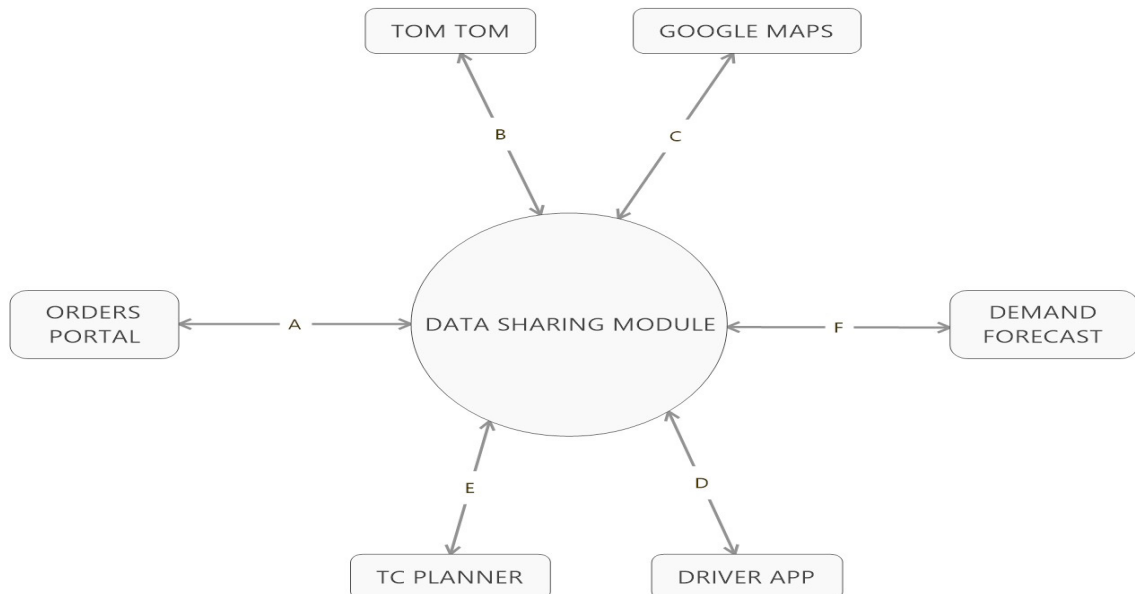 TOM TOM
GOOGLE MAPS
B
C
ORDERS
PORTAL
A
DATA SHARING MODULE
F
DEMAND
FORECAST
E
D
TC PLANNER
DRIVER APP